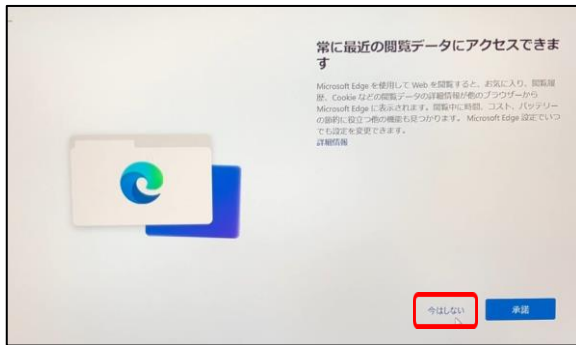 常に最近の閲覧データにアクセスできま
す
Microsoft Edge を使用して Web を閲覧すると、お気に入り、閲覧履
歴、Cookie などの閲覧データの詳細情報が他のブラウザーから
Microsoft Edge に表示されます。閲覧中に時間、コスト、バッテリー
の節約に役立つ他の機能も見つかります。 Microsoft Edge 設定でいつ
でも設定を変更できます。
詳細情報
今はしない
承諾